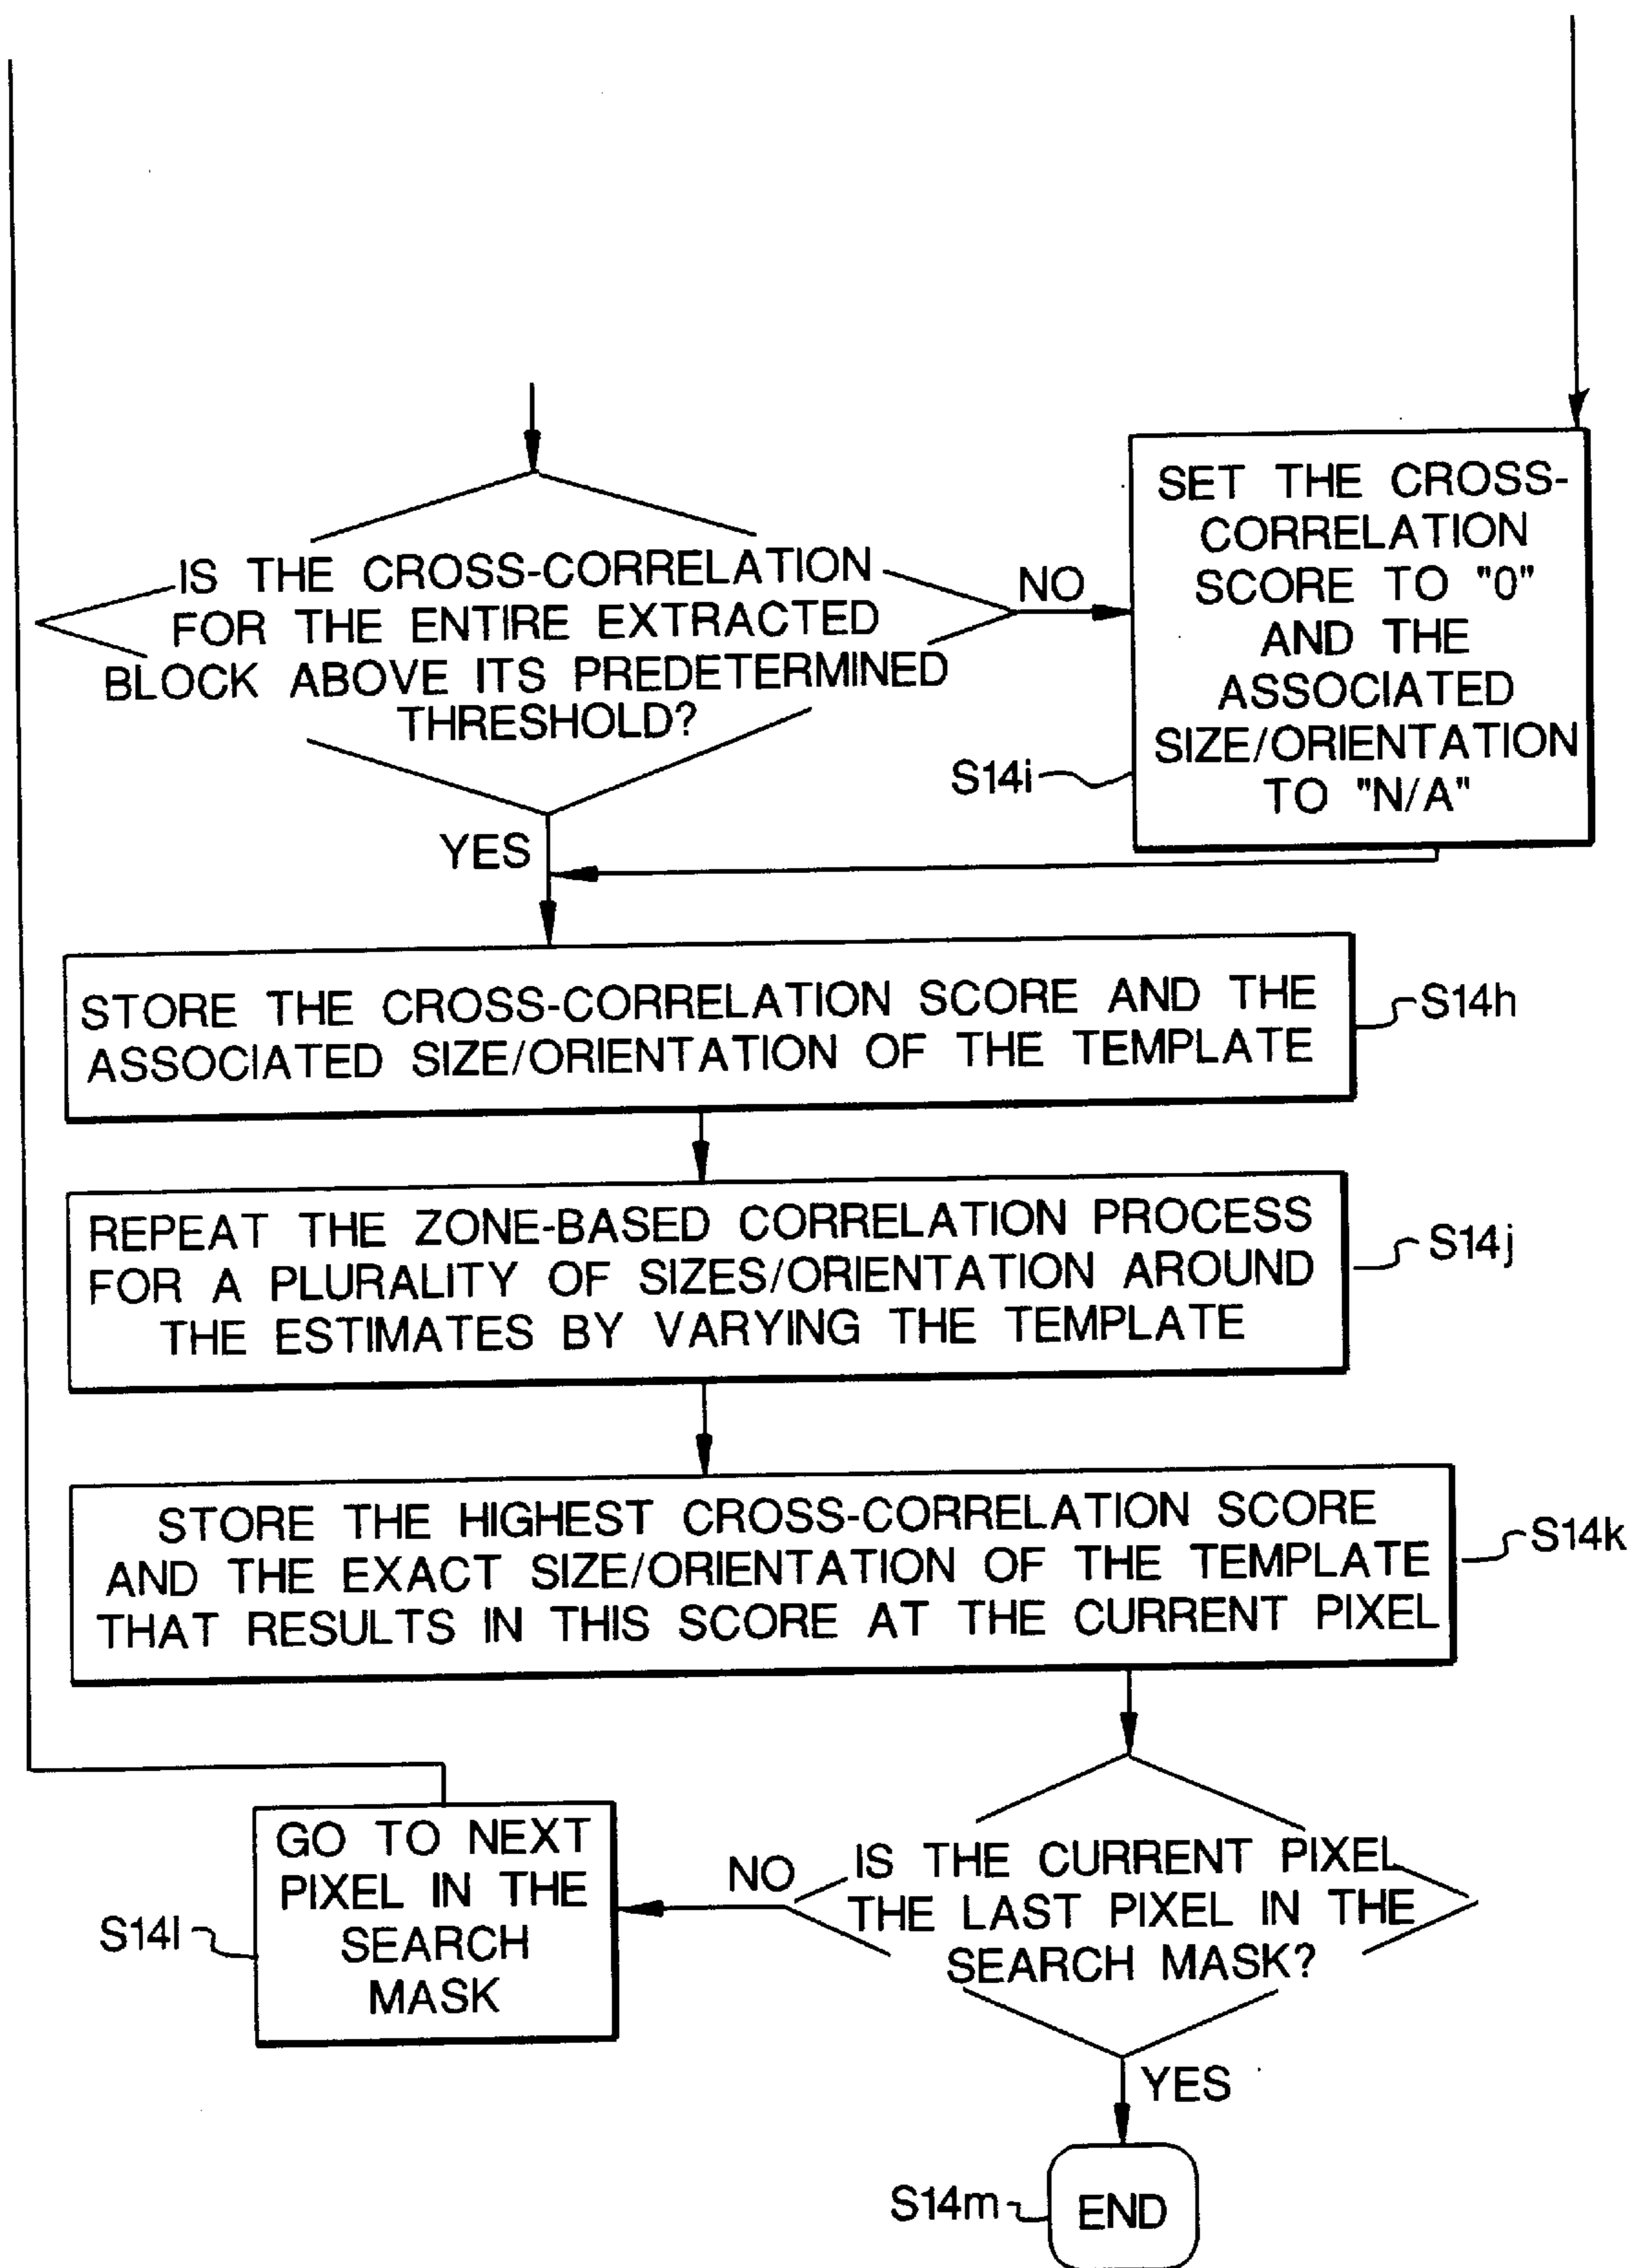 IS THE CROSS-CORRELATION
FOR THE ENTIRE EXTRACTED
BLOCK ABOVE ITS PREDETERMINED
THRESHOLD?
NO
SET THE CROSS-
CORRELATION
SCORE TO "0"
AND THE
ASSOCIATED
SIZE/ORIENTATION
TO "N/A"
S14i
YES
STORE THE CROSS-CORRELATION SCORE AND THE
ASSOCIATED SIZE/ORIENTATION OF THE TEMPLATE
S14h
REPEAT THE ZONE-BASED CORRELATION PROCESS
FOR A PLURALITY OF SIZES/ORIENTATION AROUND
THE ESTIMATES BY VARYING THE TEMPLATE
S14j
STORE THE HIGHEST CROSS-CORRELATION SCORE
AND THE EXACT SIZE/ORIENTATION OF THE TEMPLATE
THAT RESULTS IN THIS SCORE AT THE CURRENT PIXEL
S14k
IS THE CURRENT PIXEL
THE LAST PIXEL IN THE
SEARCH MASK?
NO
GO TO NEXT
PIXEL IN THE
SEARCH
MASK
S14l
YES
END
S14m